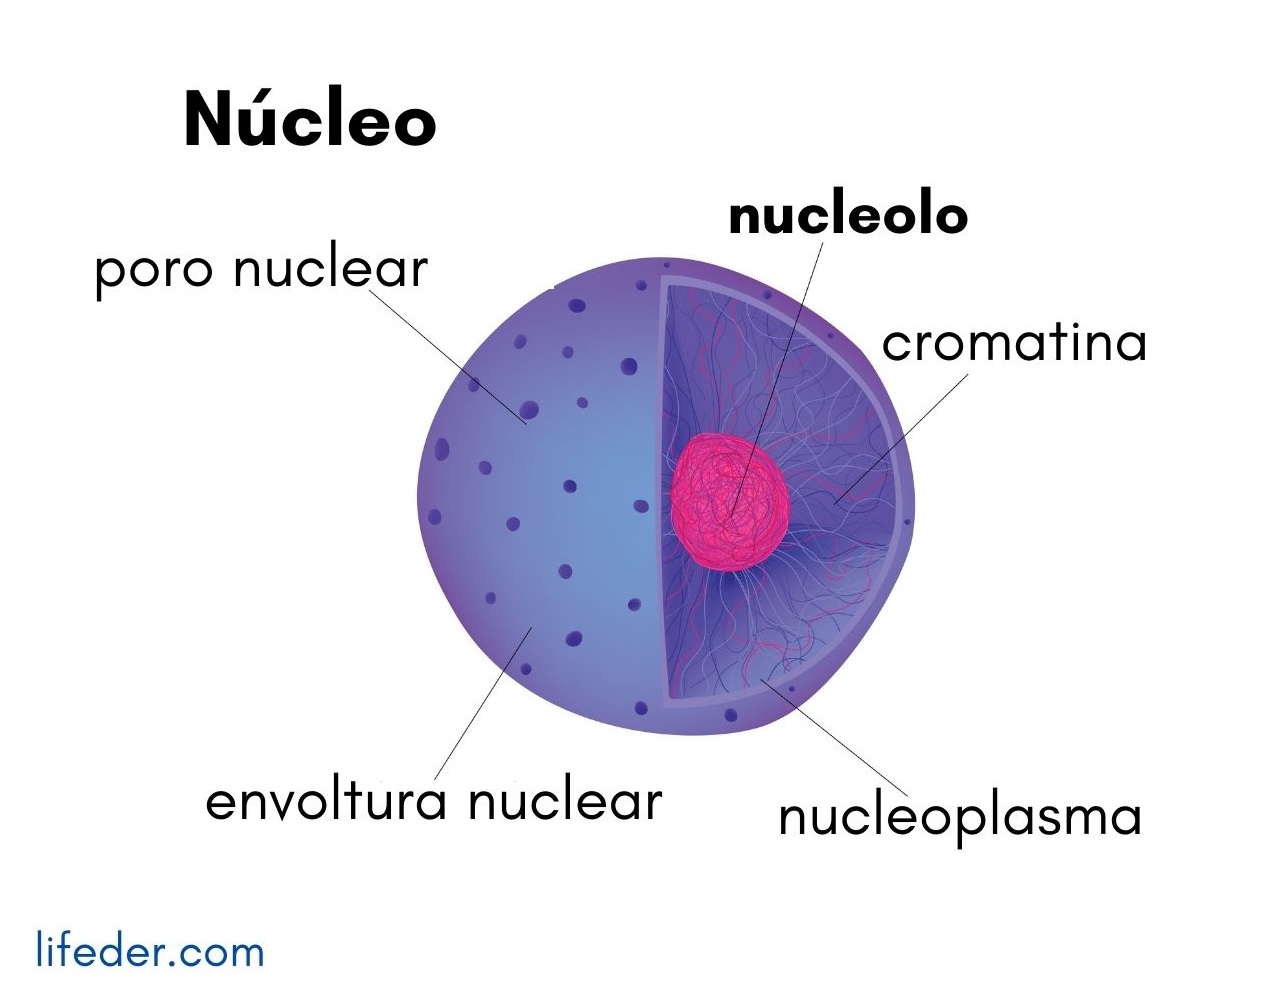 Núcleo
nucleolo
poro nuclear
cromatina
envoltura nuclear
nucleoplasma
lifeder.com